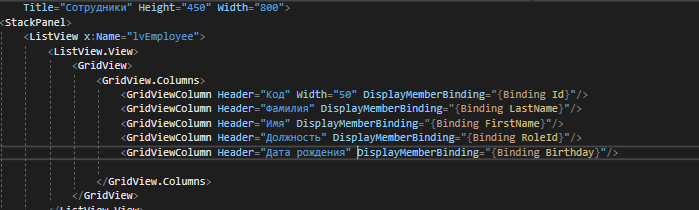 Title="Сотрудники" Height="450" Width="800">
<StackPanel>
<ListView x:Name="lvEmployee">
<ListView.View>
<GridView>
<GridView.Columns>
<GridViewColumn Header="Код" Width="50" DisplayMemberBinding="{Binding Id}"/>
<GridViewColumn Header="Фамилия" DisplayMemberBinding="{Binding LastName}"/>
<GridViewColumn Header="Имя" DisplayMemberBinding="{Binding FirstName}"/>
<GridViewColumn Header="Должность" DisplayMemberBinding="{Binding RoleId}"/>
<GridViewColumn Header="Дата рождения" DisplayMemberBinding="{Binding Birthday}"/>
</GridView.Columns>
</GridView>
</ListView.View>